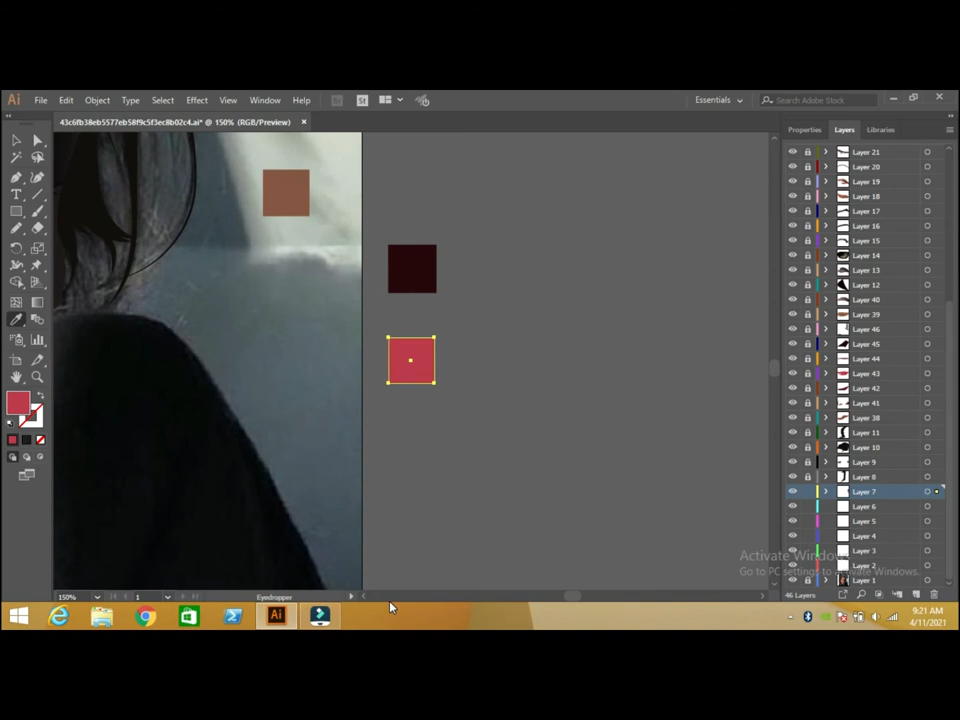 Ai File Edit Object Type Select Effect View Window Help Br St Essentials Search Adobe Stock
43c6fb38eb5577eb58f9c5f3ec8b02c4.ai* @ 150% (RGB/Preview)
Properties Layers Libraries
Layer 21
Layer 20
Layer 19
Layer 18
Layer 17
Layer 16
Layer 15
Layer 14
Layer 13
Layer 12
Layer 40
Layer 39
Layer 46
Layer 45
Layer 44
Layer 43
Layer 42
Layer 41
Layer 38
Layer 11
Layer 10
Layer 9
Layer 8
Layer 7
Layer 6
Layer 5
Layer 4
Layer 3
Layer 2
Layer 1
Activate Windows
Go to PC settings to activate Windows.
150% 1 Eyedropper 46 Layers
Ai
9:21 AM
4/11/2021